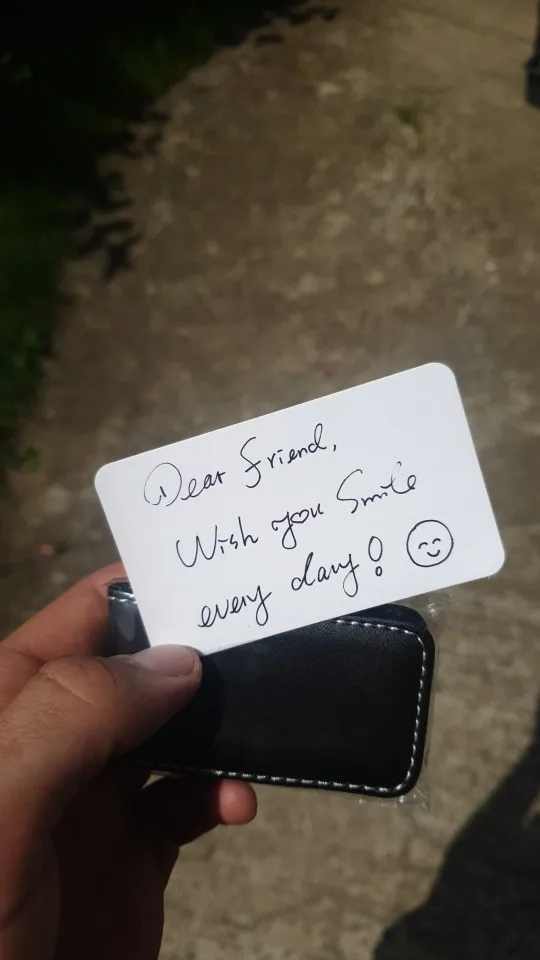 Dear friend,
Wish you Smile
every day! 😊